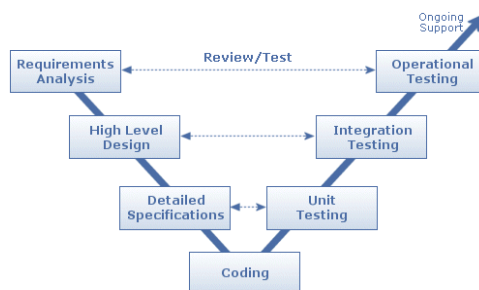 Ongoing
Support
Requirements
Analysis
Review/Test
Operational
Testing
High Level
Design
Integration
Testing
Detailed
Specifications
Unit
Testing
Coding